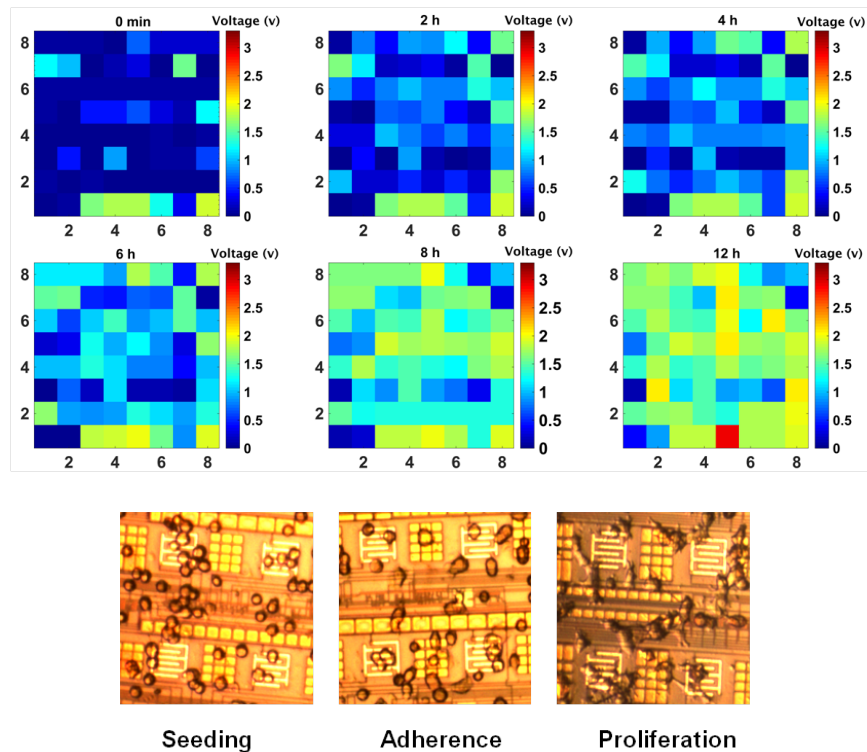 0 min Voltage (v) 2 h Voltage (v) 4 h Voltage (v)
8 3 8 3 8 3
2.5 2.5 2.5
6 2 6 2 6 2
4 1.5 4 1.5 4 1.5
1 1 1
2 0.5 2 0.5 2 0.5
0 0 0
2 4 6 8 2 4 6 8 2 4 6 8
6 h Voltage (v) 8 h Voltage (v) 12 h Voltage (v)
8 3 8 3 8 3
2.5 2.5 2.5
6 2 6 2 6 2
4 1.5 4 1.5 4 1.5
1 1 1
2 0.5 2 0.5 2 0.5
0 0 0
2 4 6 8 2 4 6 8 2 4 6 8
Seeding Adherence Proliferation